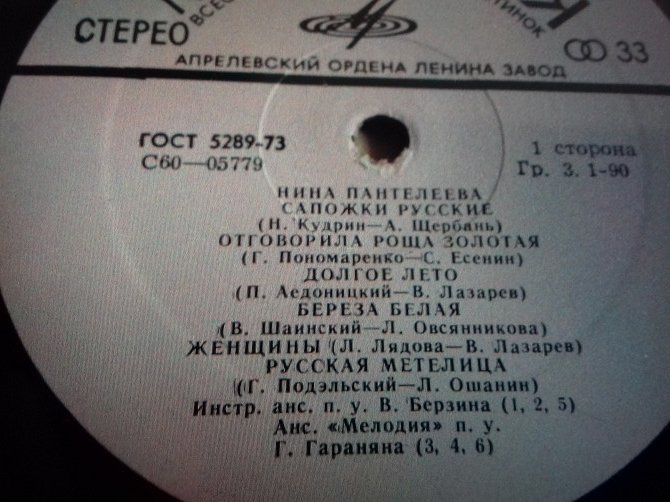 СТЕРЕО
33
АПРЕЛЕВСКИЙ ОРДЕНА ЛЕНИНА ЗАВОД
ГОСТ 5289-73
С60—05779
1 сторона
Гр. 3. 1-90
НИНА ПАНТЕЛЕЕВА
САПОЖКИ РУССКИЕ
(Н. Кудрин—А. Щербань)
ОТГОВОРИЛА РОЩА ЗОЛОТАЯ
(Г. Пономаренко—С. Есенин)
ДОЛГОЕ ЛЕТО
(П. Аедоницкий—В. Лазарев)
БЕРЕЗА БЕЛАЯ
(В. Шаинский—Л. Овсянникова)
ЖЕНЩИНЫ (Л. Лядова—В. Лазарев)
РУССКАЯ МЕТЕЛИЦА
(Г. Подэльский—Л. Ошанин)
Инстр. анс. п. у. В. Берзина (1, 2, 5)
Анс. «Мелодия» п. у.
Г. Гараняна (3, 4, 6)